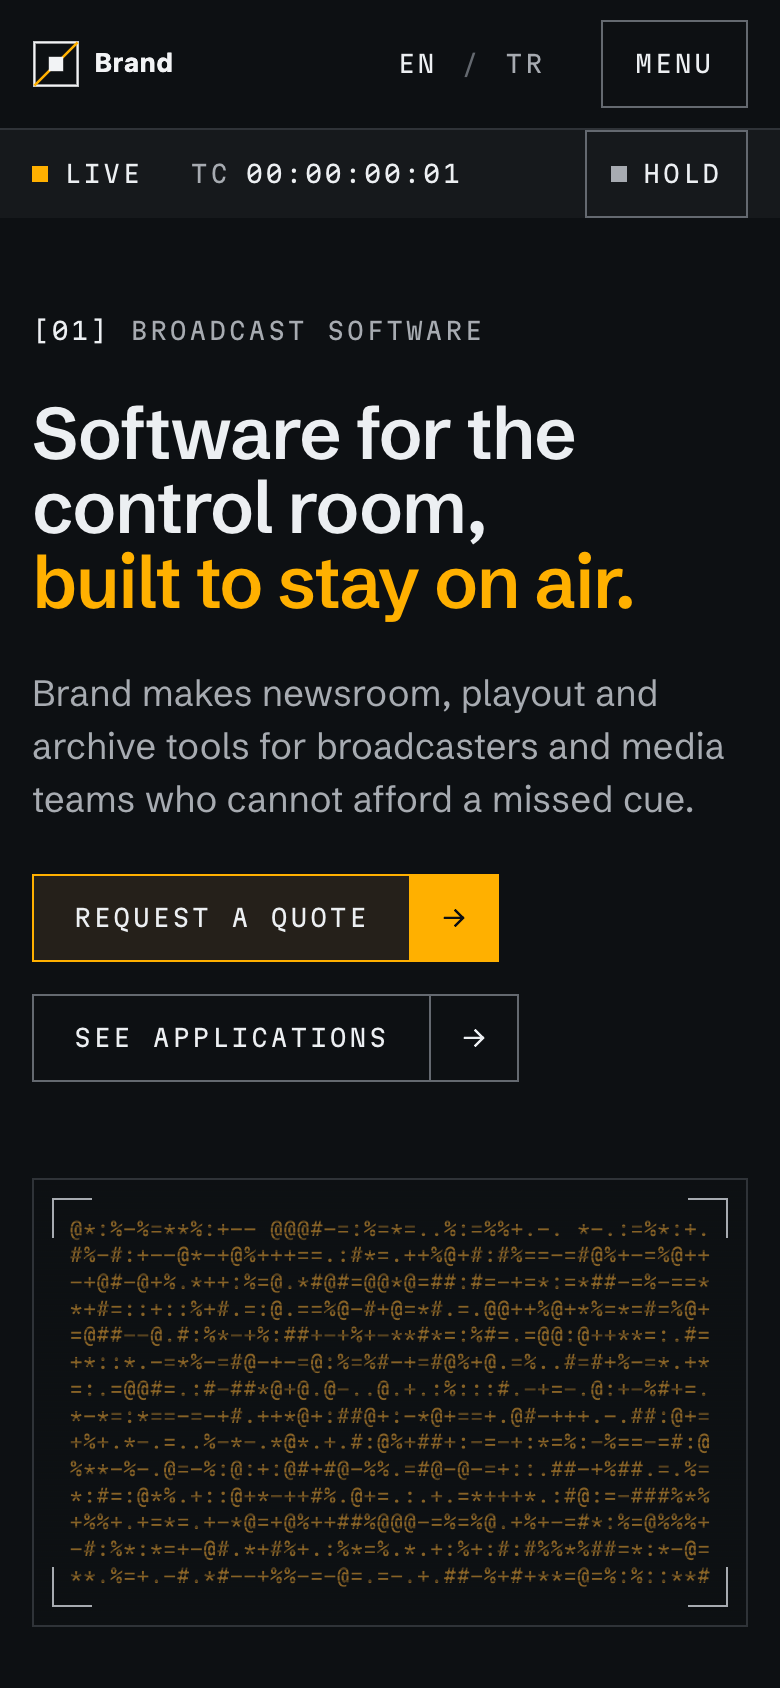 Brand
EN / TR
MENU
LIVE TC 00:00:00:01
HOLD
[01] BROADCAST SOFTWARE
Software for the
control room,
built to stay on air.
Brand makes newsroom, playout and
archive tools for broadcasters and media
teams who cannot afford a missed cue.
REQUEST A QUOTE →
SEE APPLICATIONS →